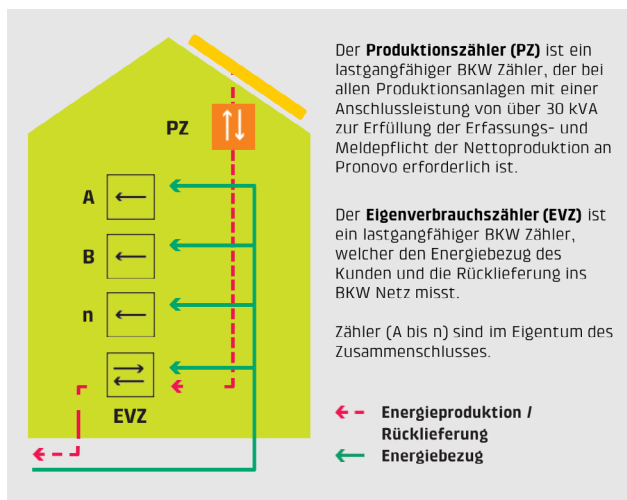 Der Produktionszähler (PZ) ist ein
lastgangfähiger BKW Zähler, der bei
allen Produktionsanlagen mit einer
Anschlussleistung von über 30 kVA
zur Erfüllung der Erfassungs- und
Meldepflicht der Nettoproduktion an
Pronovo erforderlich ist.
Der Eigenverbrauchszähler (EVZ) ist
ein lastgangfähiger BKW Zähler,
welcher den Energiebezug des
Kunden und die Rücklieferung ins
BKW Netz misst.
Zähler (A bis n) sind im Eigentum des
Zusammenschlusses.
Energieproduktion /
Rücklieferung
Energiebezug
PZ
A
B
n
EVZ